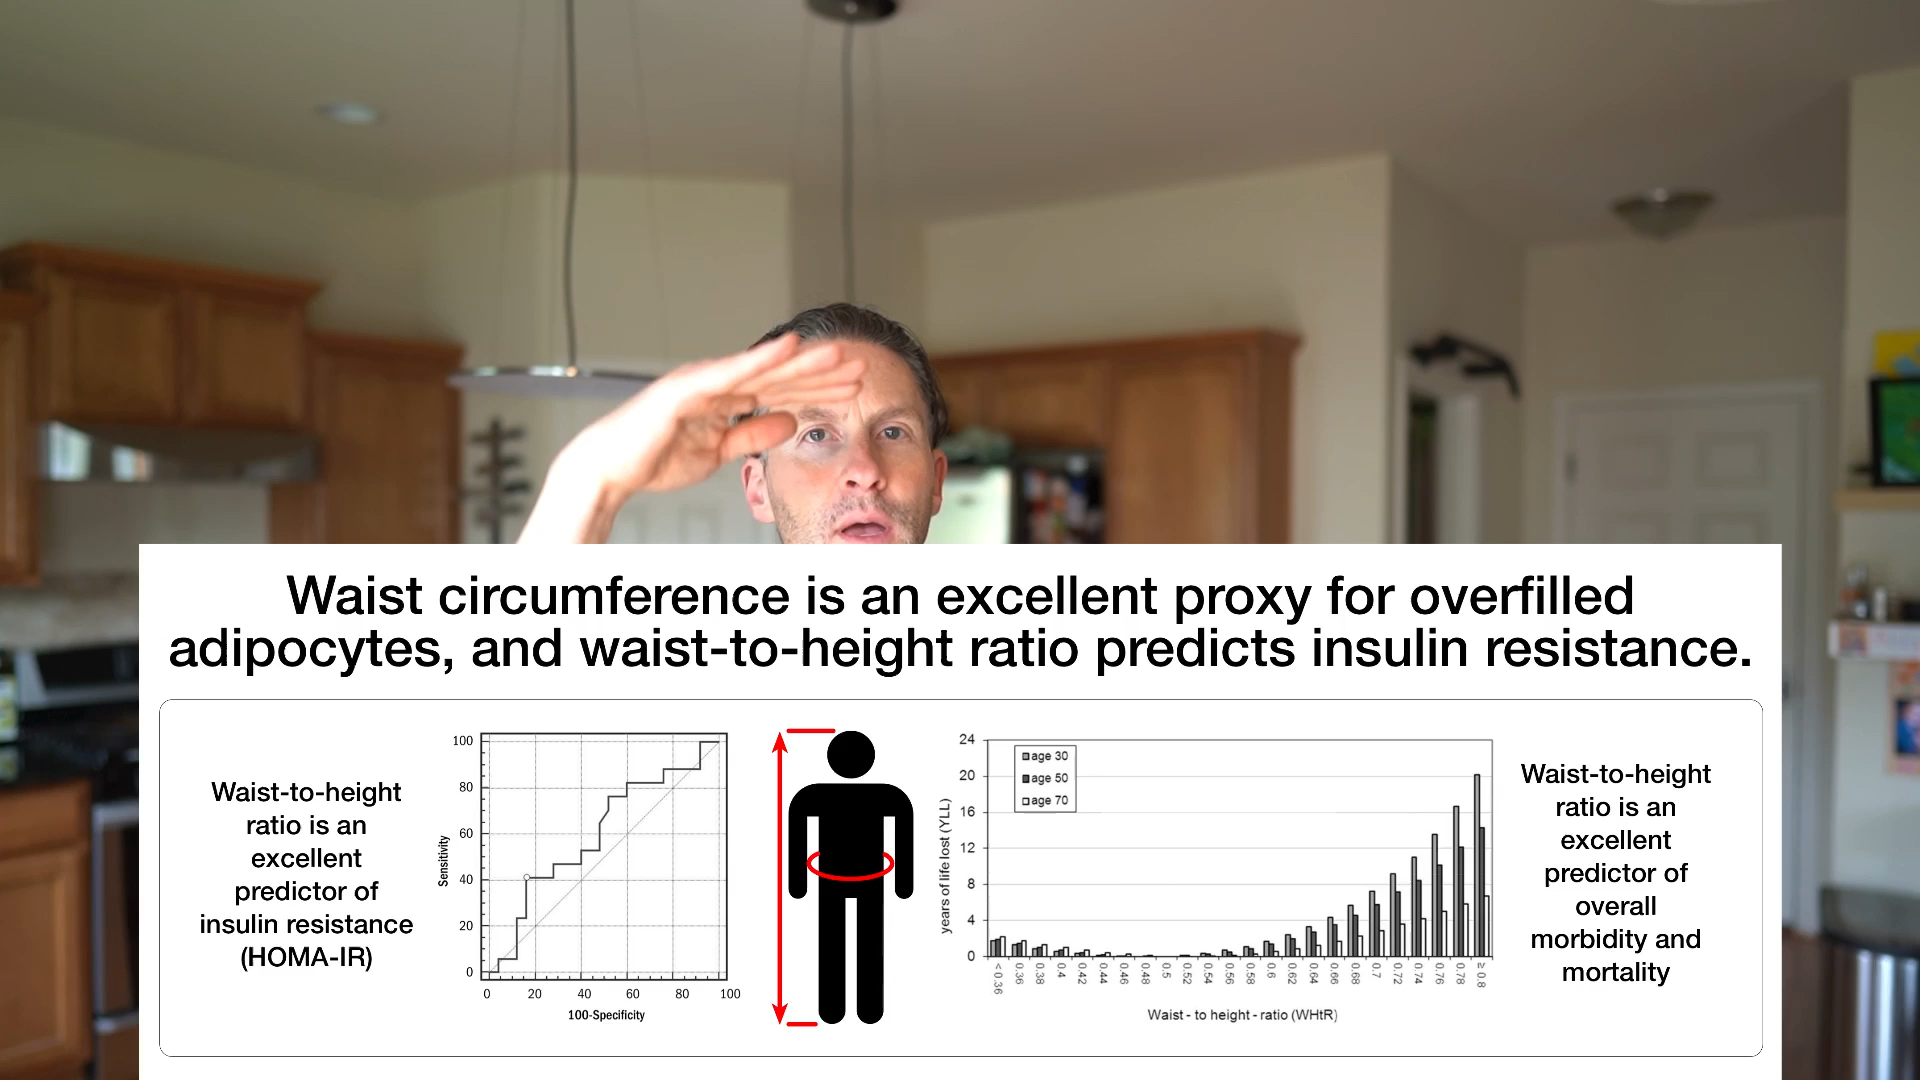 Waist circumference is an excellent proxy for overfilled
adipocytes, and waist-to-height ratio predicts insulin resistance.
Waist-to-height
ratio is an
excellent
predictor of
insulin resistance
(HOMA-IR)
Sensitivity
100
80
60
40
20
0
0 20 40 60 80 100
100-Specificity
years of life lost (YLL)
24
20
16
12
8
4
0
age 30
age 50
age 70
< 0.36 0.36 0.38 0.4 0.42 0.44 0.46 0.48 0.5 0.52 0.54 0.56 0.58 0.6 0.62 0.64 0.66 0.68 0.7 0.72 0.74 0.76 0.78 ≥ 0.8
Waist - to height - ratio (WHtR)
Waist-to-height
ratio is an
excellent
predictor of
overall
morbidity and
mortality